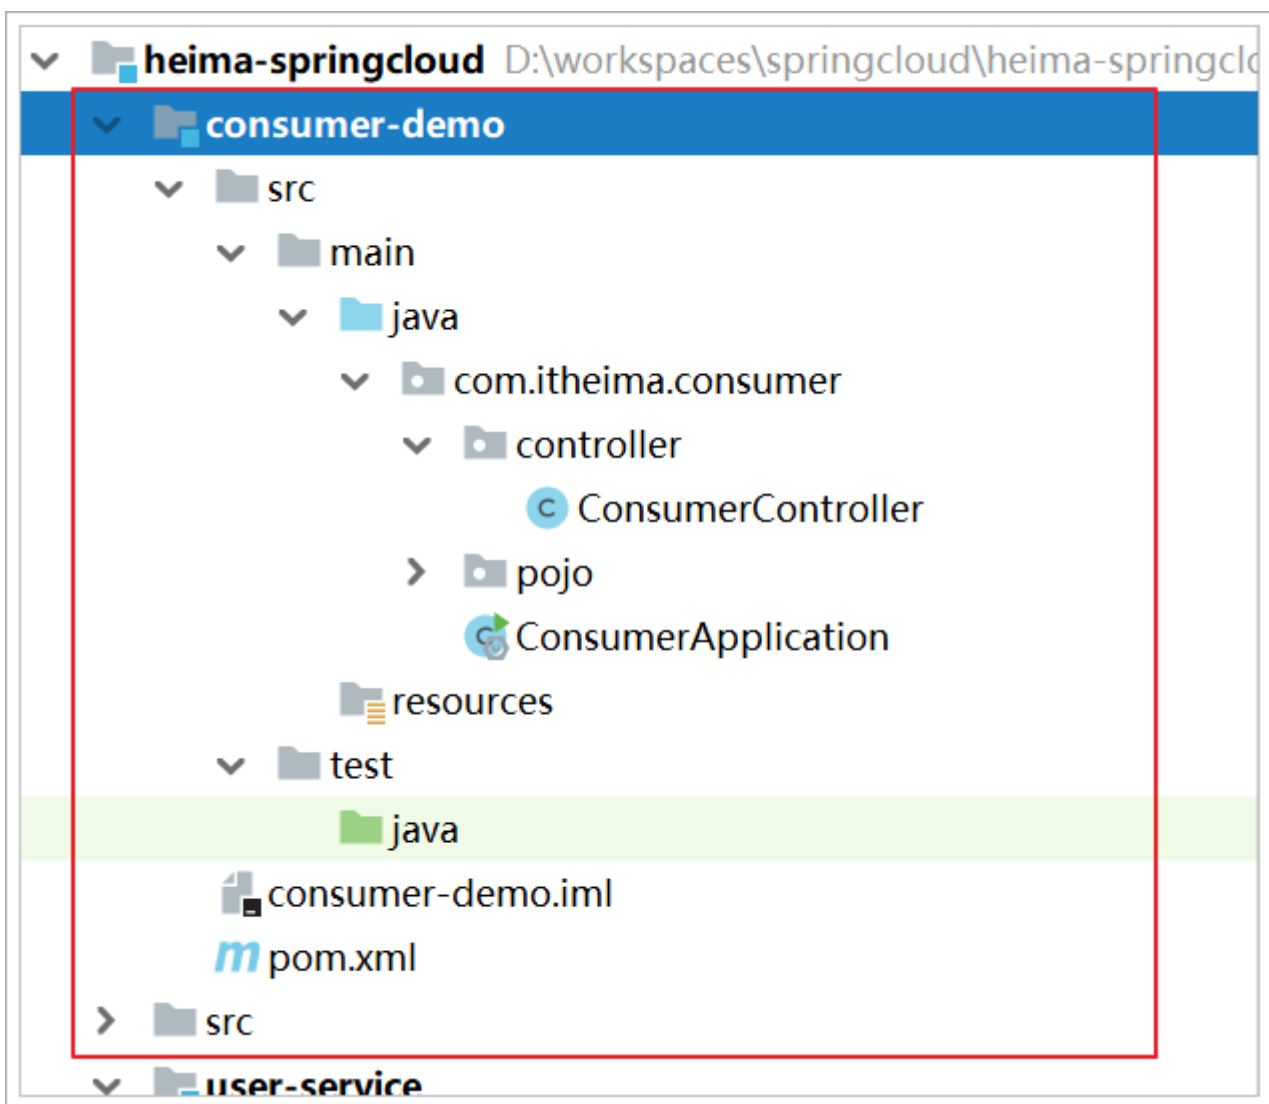 heima-springcloud D:\workspaces\springcloud\heima-springclo
consumer-demo
src
main
java
com.itheima.consumer
controller
ConsumerController
pojo
ConsumerApplication
resources
test
java
consumer-demo.iml
pom.xml
src
user-service